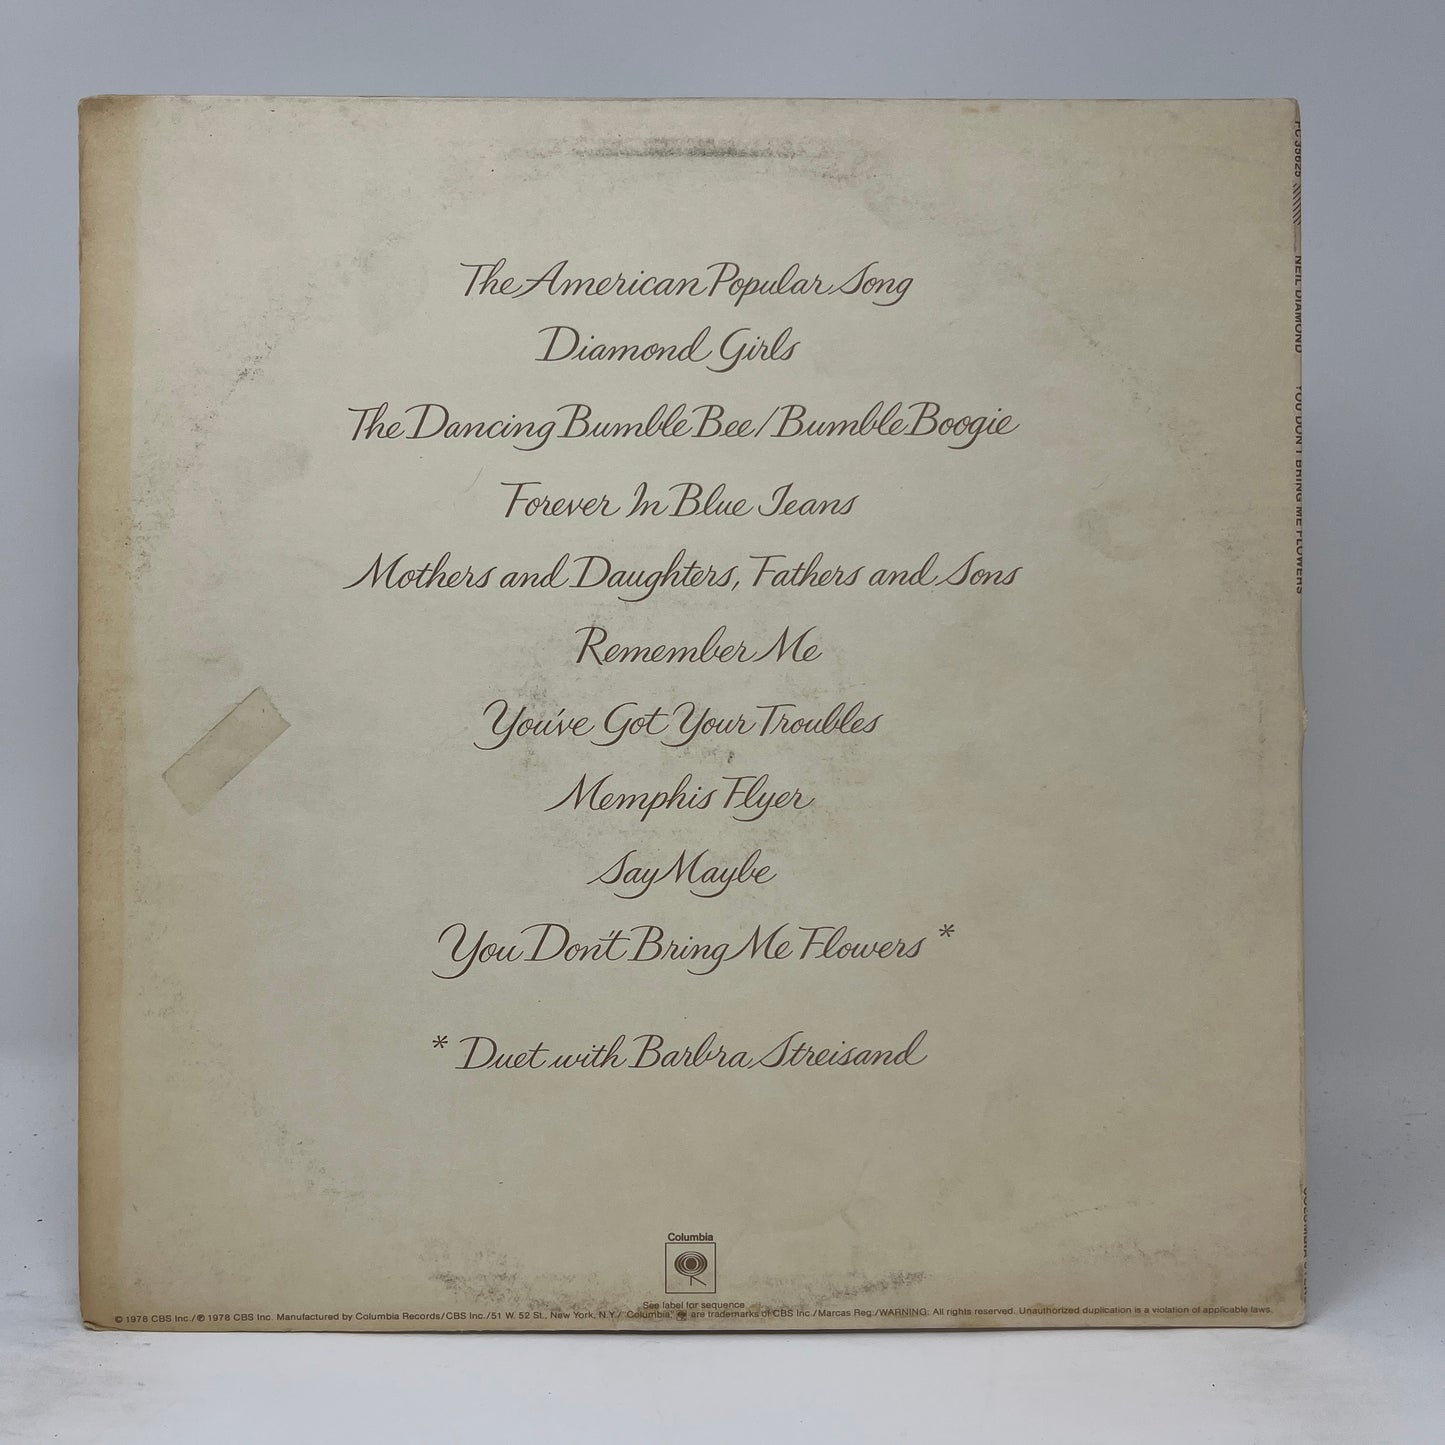 The American Popular Song
Diamond Girls
The Dancing Bumble Bee/Bumble Boogie
Forever In Blue Jeans
Mothers and Daughters, Fathers and Sons
Remember Me
You've Got Your Troubles
Memphis Flyer
Say Maybe
You Don't Bring Me Flowers *
* Duet with Barbra Streisand
Columbia
See label for sequence
© 1978 CBS Inc./℗ 1978 CBS Inc. Manufactured by Columbia Records/CBS Inc./51 W. 52 St., New York, N.Y./"Columbia," are trademarks of CBS Inc./Marcas Reg./WARNING: All rights reserved. Unauthorized duplication is a violation of applicable laws.
NEIL DIAMOND YOU DON'T BRING ME FLOWERS